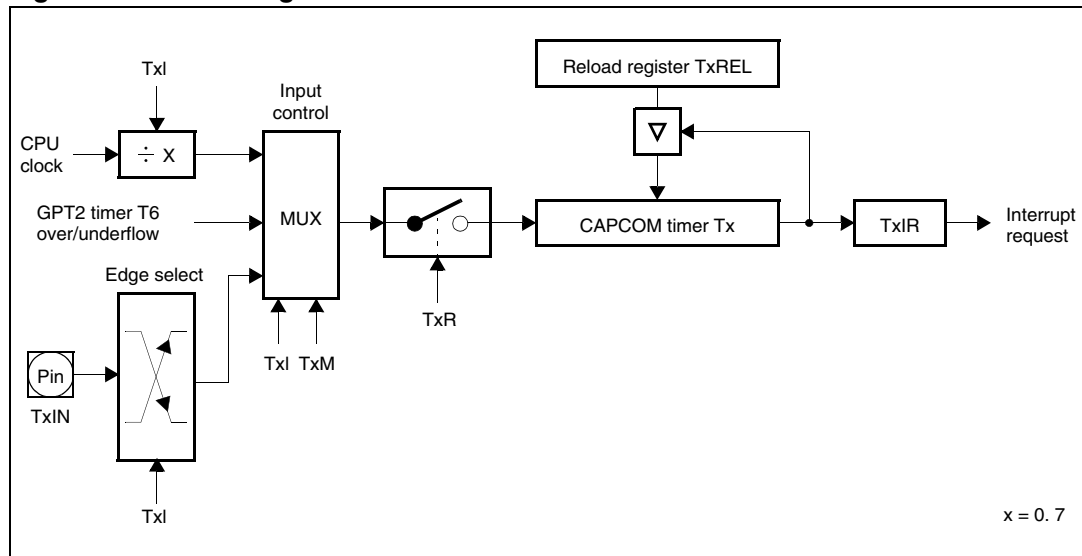 Reload register TxREL
TxI
Input
control
CPU
clock
÷ X
∇
GPT2 timer T6
over/underflow
MUX
CAPCOM timer Tx
TxIR
Interrupt
request
Edge select
TxR
TxI TxM
Pin
TxIN
TxI
x = 0. 7